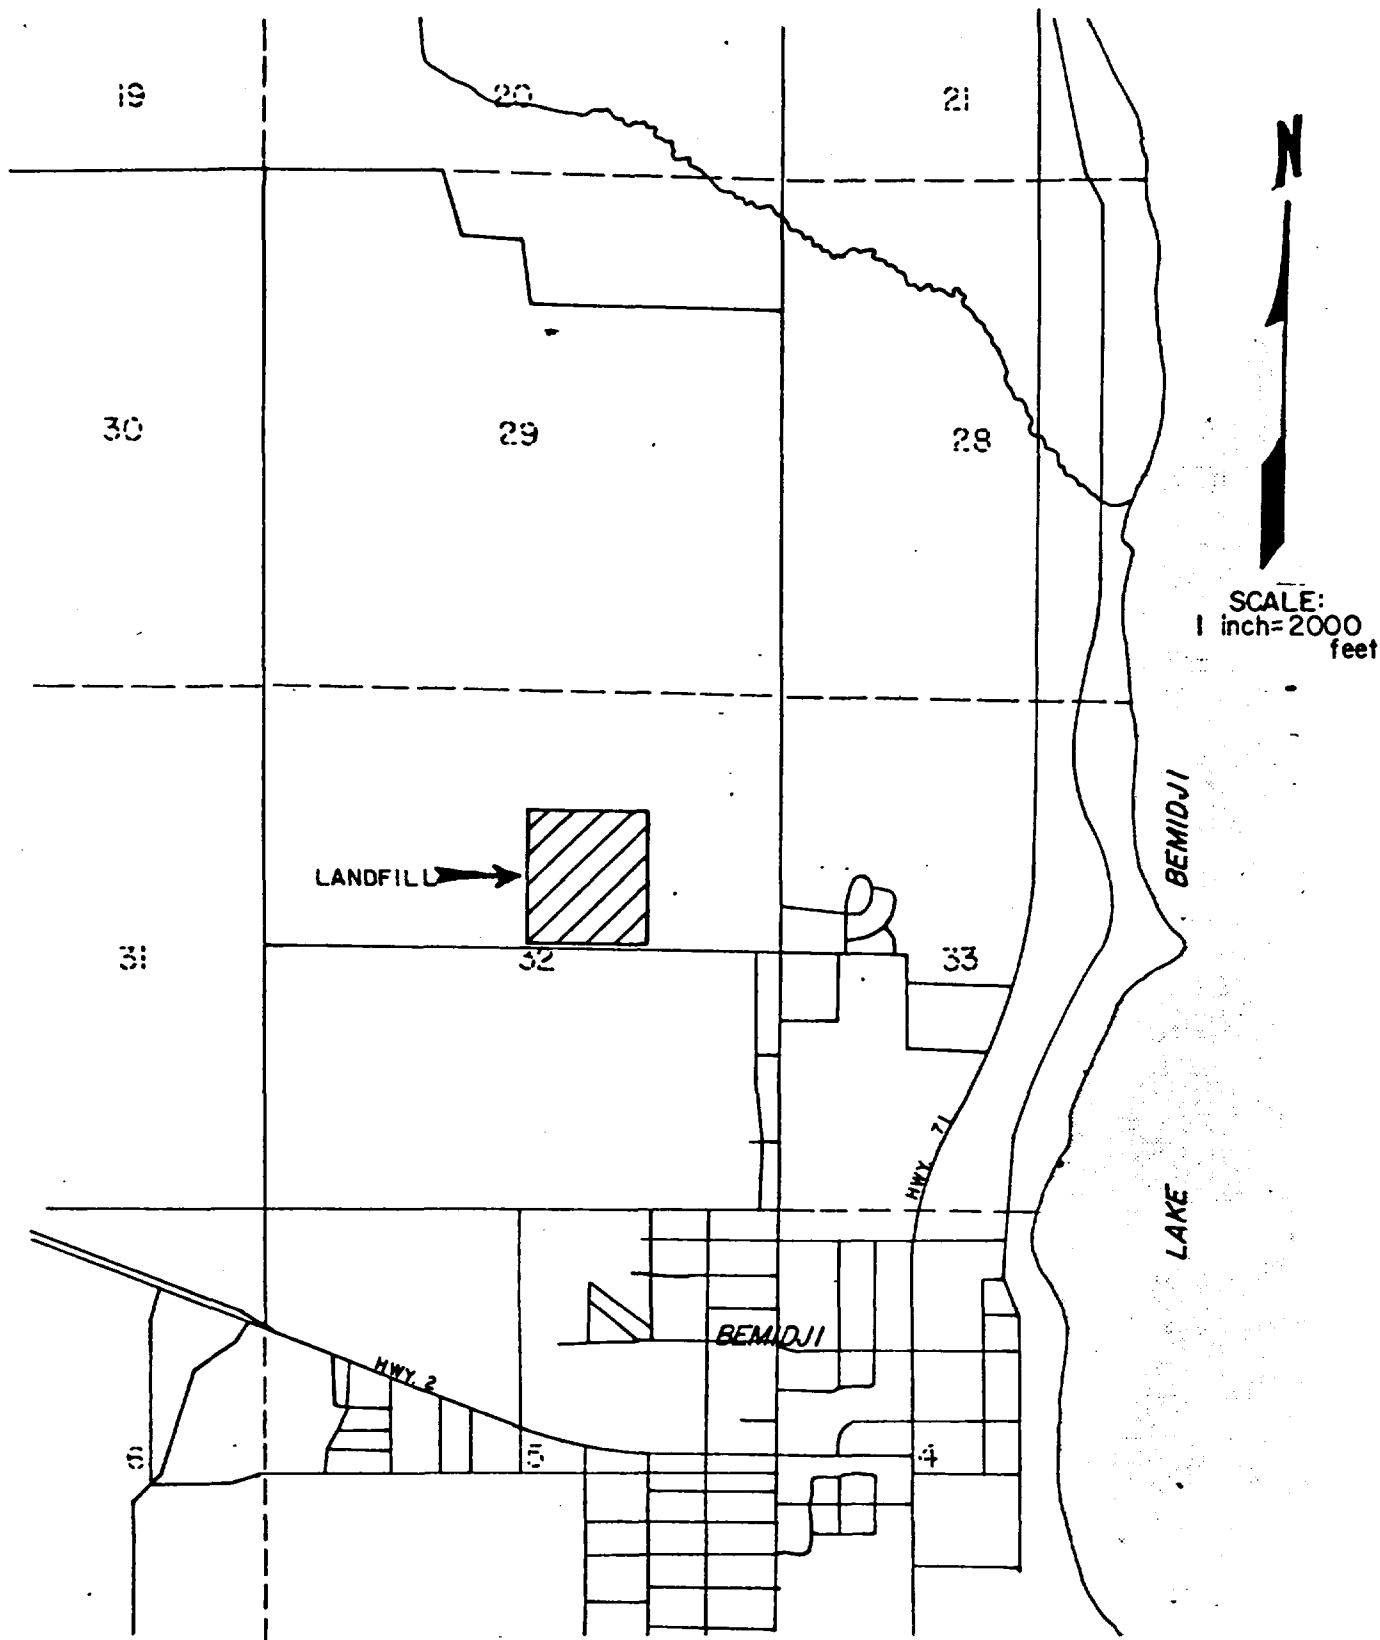 19
20
21
N
30
29
28
SCALE:
1 inch=2000
feet
BEMIDJI
LANDFILL
31
32
33
HWY. 71
LAKE
BEMIDJI
HWY. 2
6
5
4